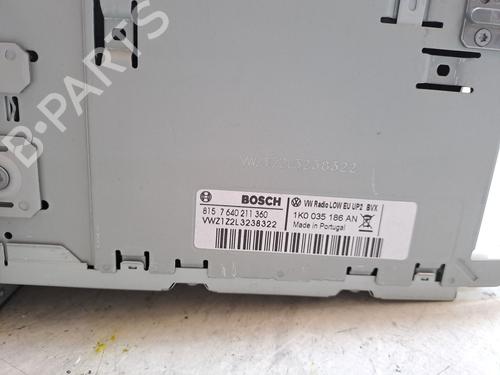 VWZ1Z2L3238322
BOSCH
VW Radio LOW EU UP2 BVX
815 7 640 211 360
1K0 035 186 AN
VWZ1Z2L3238322
Made in Portugal
B-PARTS